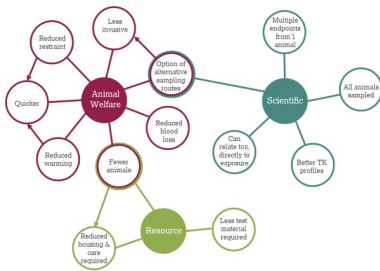 Less
invasive
Reduced
restraint
Multiple
endpoints
from 1
animal
Option of
alternative
sampling
routes
Animal
Welfare
Quicker
Scientific
All animals
sampled
Reduced
blood
loss
Reduced
warming
Can
relate tox.
directly to
exposure
Better TK
profiles
Fewer
animals
Reduced
housing &
care
required
Resource
Less test
material
required